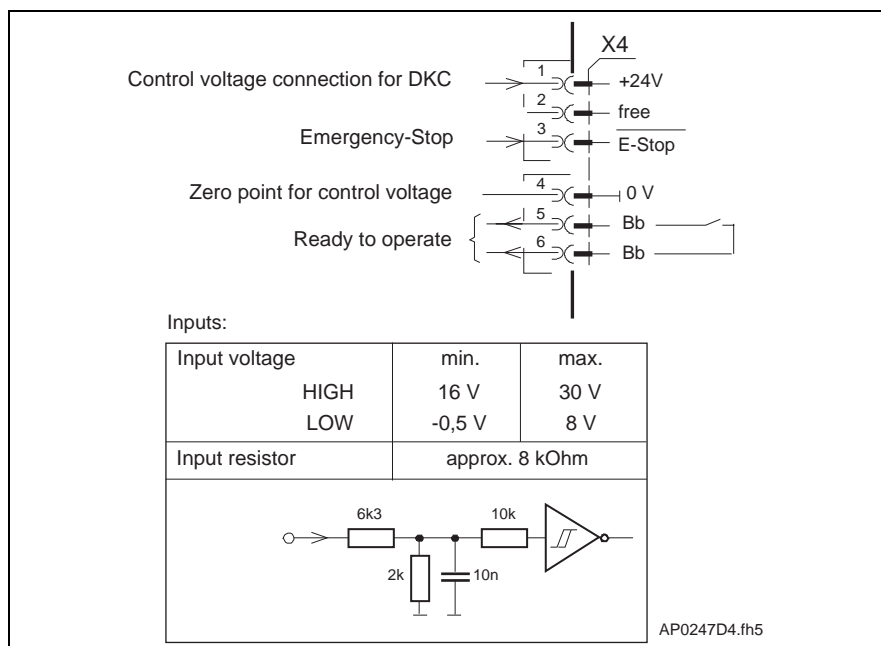 X4
Control voltage connection for DKC 1 +24V
2 free
Emergency-Stop 3 E-Stop
Zero point for control voltage 4 0 V
Ready to operate 5 Bb
6 Bb
Inputs:
Input voltage min. max.
HIGH 16 V 30 V
LOW -0,5 V 8 V
Input resistor approx. 8 kOhm
6k3 10k
2k 10n
AP0247D4.fh5